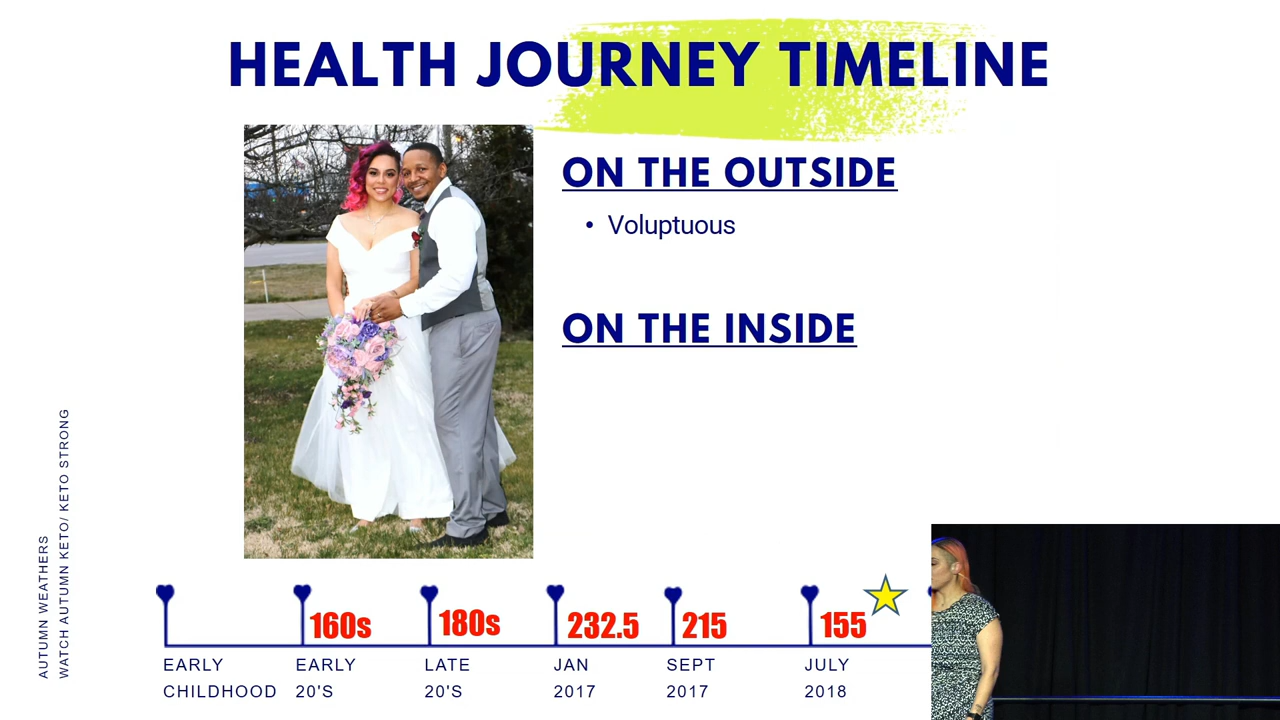 HEALTH JOURNEY TIMELINE
ON THE OUTSIDE
• Voluptuous
ON THE INSIDE
AUTUMN WEATHERS
WATCH AUTUMN KETO/ KETO STRONG
160s
180s
232.5
215
155
EARLY CHILDHOOD
EARLY 20'S
LATE 20'S
JAN 2017
SEPT 2017
JULY 2018